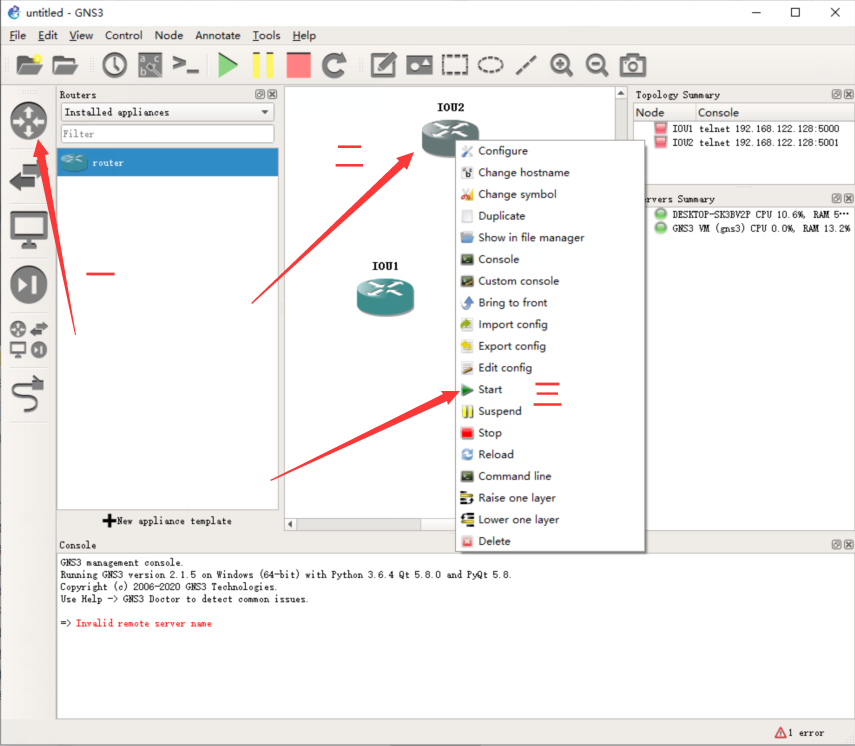 untitled - GNS3
File Edit View Control Node Annotate Tools Help
Routers
Installed appliances
Filter
router
New appliance template
IOU2
二
IOU1
一
Configure
Change hostname
Change symbol
Duplicate
Show in file manager
Console
Custom console
Bring to front
Import config
Export config
Edit config
Start
三
Suspend
Stop
Reload
Command line
Raise one layer
Lower one layer
Delete
Topology Summary
Node Console
IOU1 telnet 192.168.122.128:5000
IOU2 telnet 192.168.122.128:5001
rvers Summary
DESKTOP-SK3BV2P CPU 10.6%, RAM 5···
GNS3 VM (gns3) CPU 0.0%, RAM 13.2%
Console
GNS3 management console.
Running GNS3 version 2.1.5 on Windows (64-bit) with Python 3.6.4 Qt 5.8.0 and PyQt 5.8.
Copyright (c) 2006-2020 GNS3 Technologies.
Use Help -> GNS3 Doctor to detect common issues.
=> Invalid remote server name
1 error